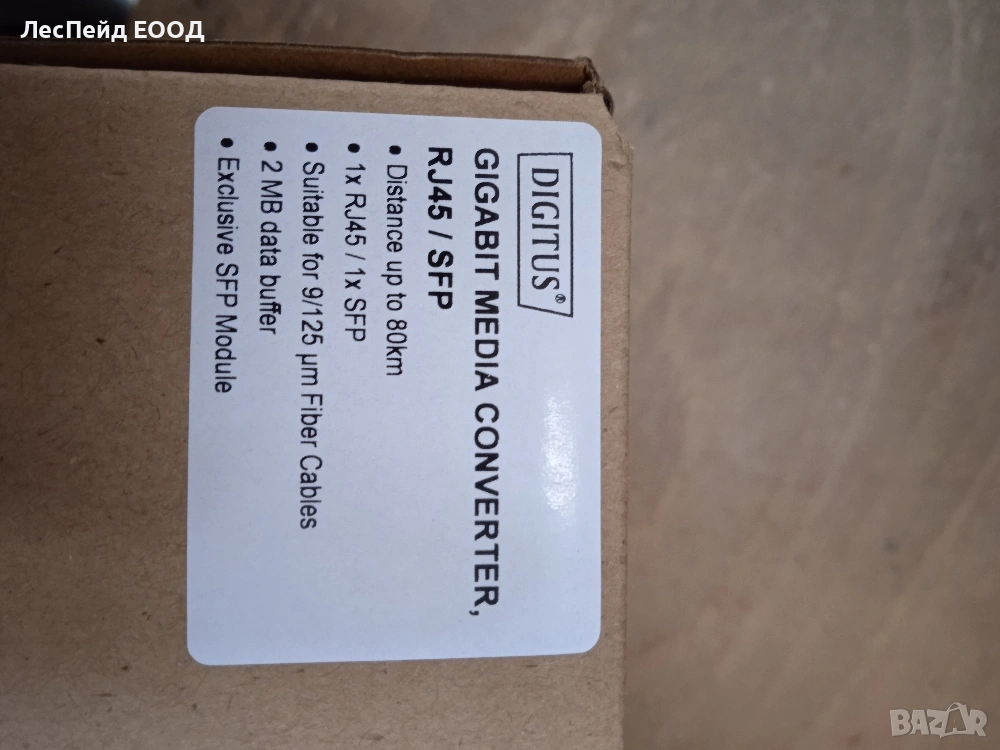 ЛесПейд ЕООД
DIGITUS®
GIGABIT MEDIA CONVERTER,
RJ45 / SFP
• Distance up to 80km
• 1x RJ45 / 1x SFP
• Suitable for 9/125 µm Fiber Cables
• 2 MB data buffer
• Exclusive SFP Module
BAZAR